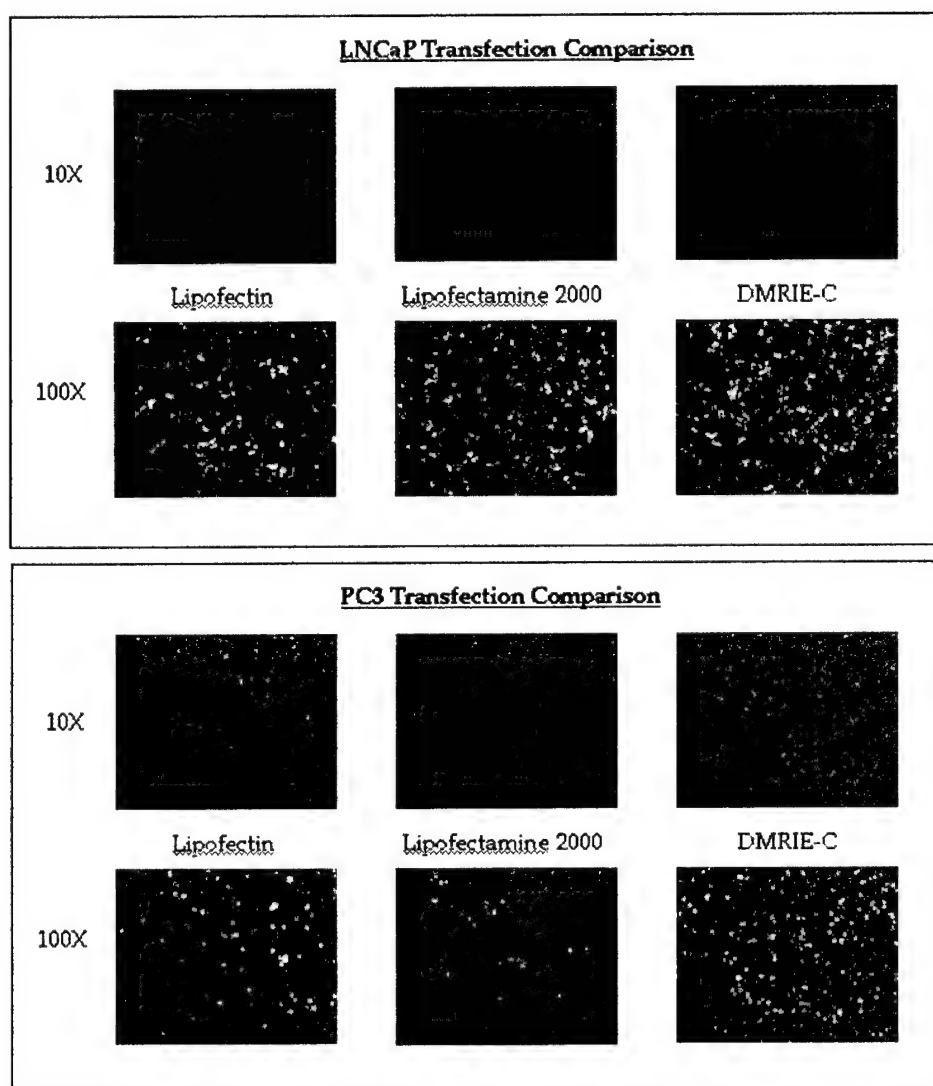 LNCaP Transfection Comparison
10X
Lipofectin Lipofectamine 2000 DMRIE-C
100X
PC3 Transfection Comparison
10X
Lipofectin Lipofectamine 2000 DMRIE-C
100X